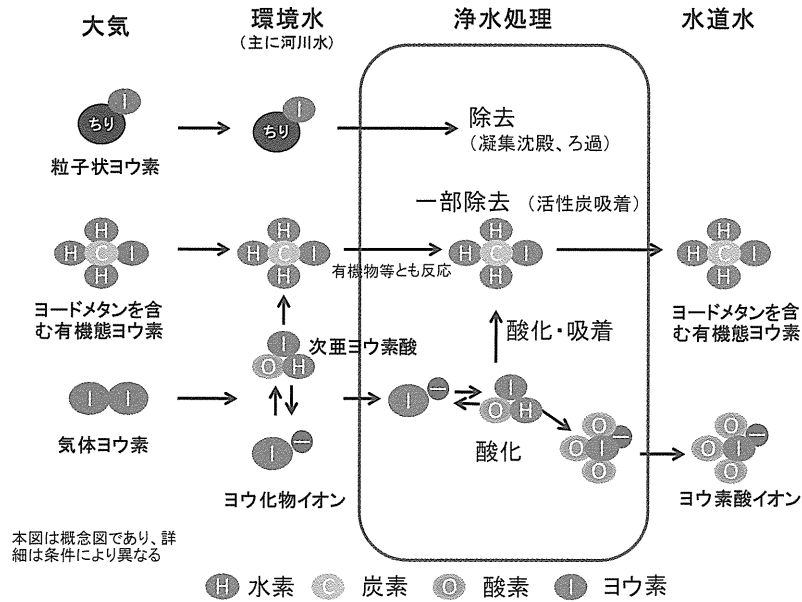 大気
環境水
(主に河川水)
浄水処理
水道水
ちり I
粒子状ヨウ素
ちり I
除去
(凝集沈殿、ろ過)
一部除去 (活性炭吸着)
H
H C I
H
ヨードメタンを含
む有機態ヨウ素
H
H C I
H
有機物等とも反応
H
H C I
H
H
H C I
H
ヨードメタンを含
む有機態ヨウ素
I
O H
次亜ヨウ素酸
酸化・吸着
I I
気体ヨウ素
I −
ヨウ化物イオン
I −
I
O H
酸化
O
O I −
O
O
O I −
O
ヨウ素酸イオン
本図は概念図であり、詳
細は条件により異なる
H 水素 C 炭素 O 酸素 I ヨウ素